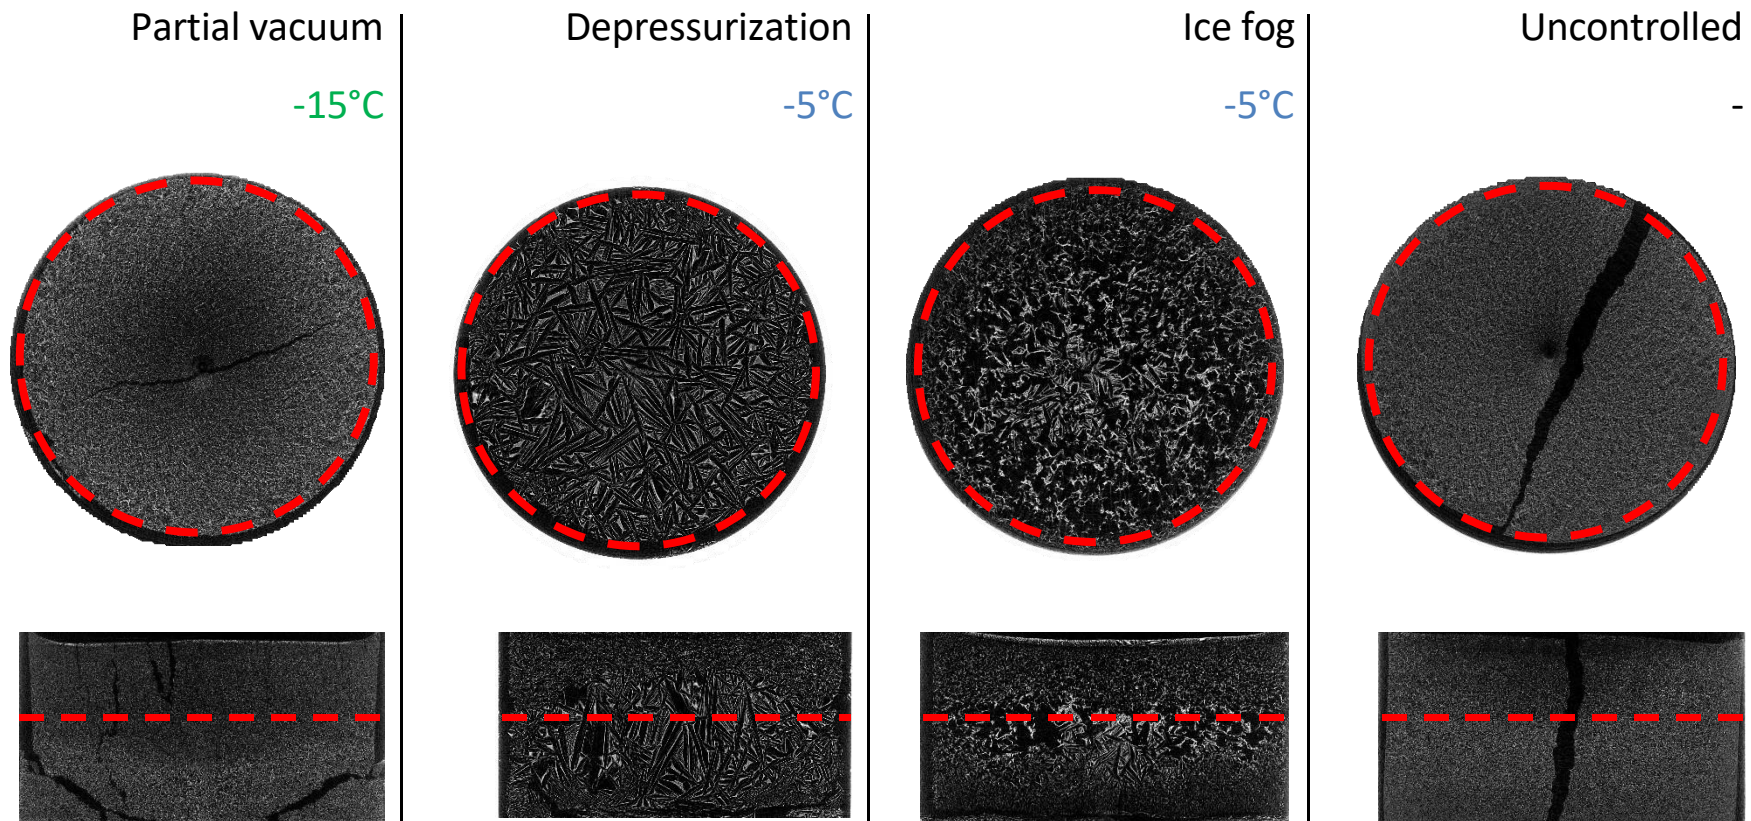 Partial vacuum
-15°C
Depressurization
-5°C
Ice fog
-5°C
Uncontrolled
-